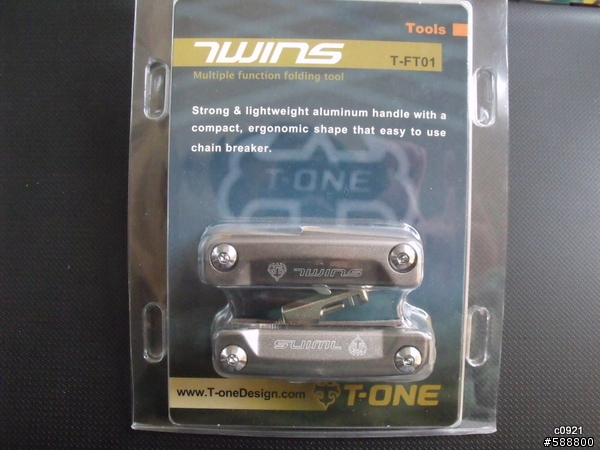 Tools
TWINS
T-FT01
Multiple function folding tool
Strong & lightweight aluminum handle with a
compact, ergonomic shape that easy to use
chain breaker.
T-ONE
TWINS
TWINS
www.T-oneDesign.com
T-ONE
c0921
#588800